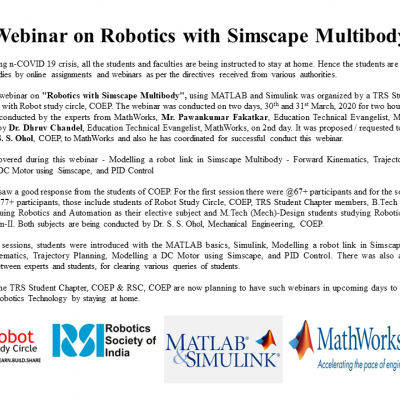 Webinar on Robotics with Simscape Multibody
ng n-COVID 19 crisis, all the students and faculties are being instructed to stay at home. Hence the students are
dies by online assignments and webinars as per the directives received from various authorities.
webinar on "Robotics with Simscape Multibody", using MATLAB and Simulink was organized by a TRS Stu
with Robot study circle, COEP. The webinar was conducted on two days, 30th and 31st March, 2020 for two hou
conducted by the experts from MathWorks, Mr. Pawankumar Fakatkar, Education Technical Evangelist, M
by Dr. Dhruv Chandel, Education Technical Evangelist, MathWorks, on 2nd day. It was proposed / requested to
S. S. Ohol, COEP, to MathWorks and also he has coordinated for successful conduct this webinar.
overed during this webinar - Modelling a robot link in Simscape Multibody - Forward Kinematics, Trajecto
DC Motor using Simscape, and PID Control
saw a good response from the students of COEP. For the first session there were @67+ participants and for the se
77+ participants, those include students of Robot Study Circle, COEP, TRS Student Chapter members, B.Tech
uing Robotics and Automation as their elective subject and M.Tech (Mech)-Design students studying Robotic
m-II. Both subjects are being conducted by Dr. S. S. Ohol, Mechanical Engineering, COEP.
sessions, students were introduced with the MATLAB basics, Simulink, Modelling a robot link in Simscap
ematics, Trajectory Planning, Modelling a DC Motor using Simscape, and PID Control. There was also a
etween experts and students, for clearing various queries of students.
he TRS Student Chapter, COEP & RSC, COEP are now planning to have such webinars in upcoming days to
obotics Technology by staying at home.
Robot
dy Circle
EARN.BUILD.SHARE
RSI
Robotics
Society of
India
MATLAB
&SIMULINK®
MathWorks
Accelerating the pace of engin